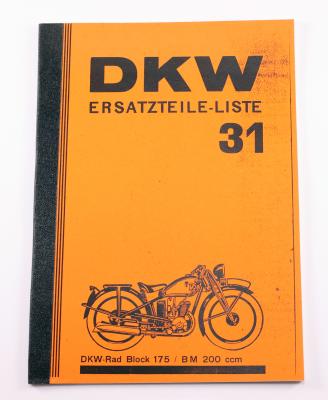 DKW
ERSATZTEILE-LISTE
31
DKW-Rad Block 175 / BM 200 ccm